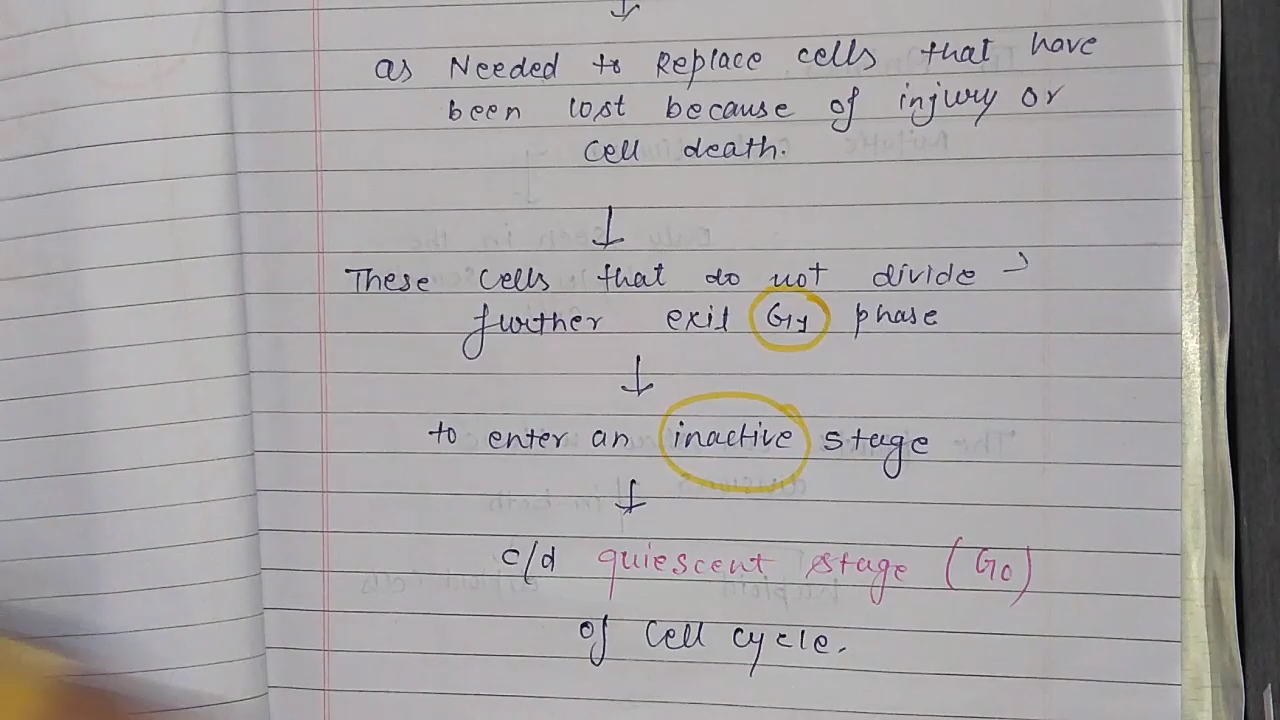 ↓
as Needed to Replace cells that have
been lost because of injury or
cell death.
↓
These cells that do not divide →
further exit G1 phase
↓
to enter an inactive stage
↓
c/d quiescent stage (G0)
of cell cycle.